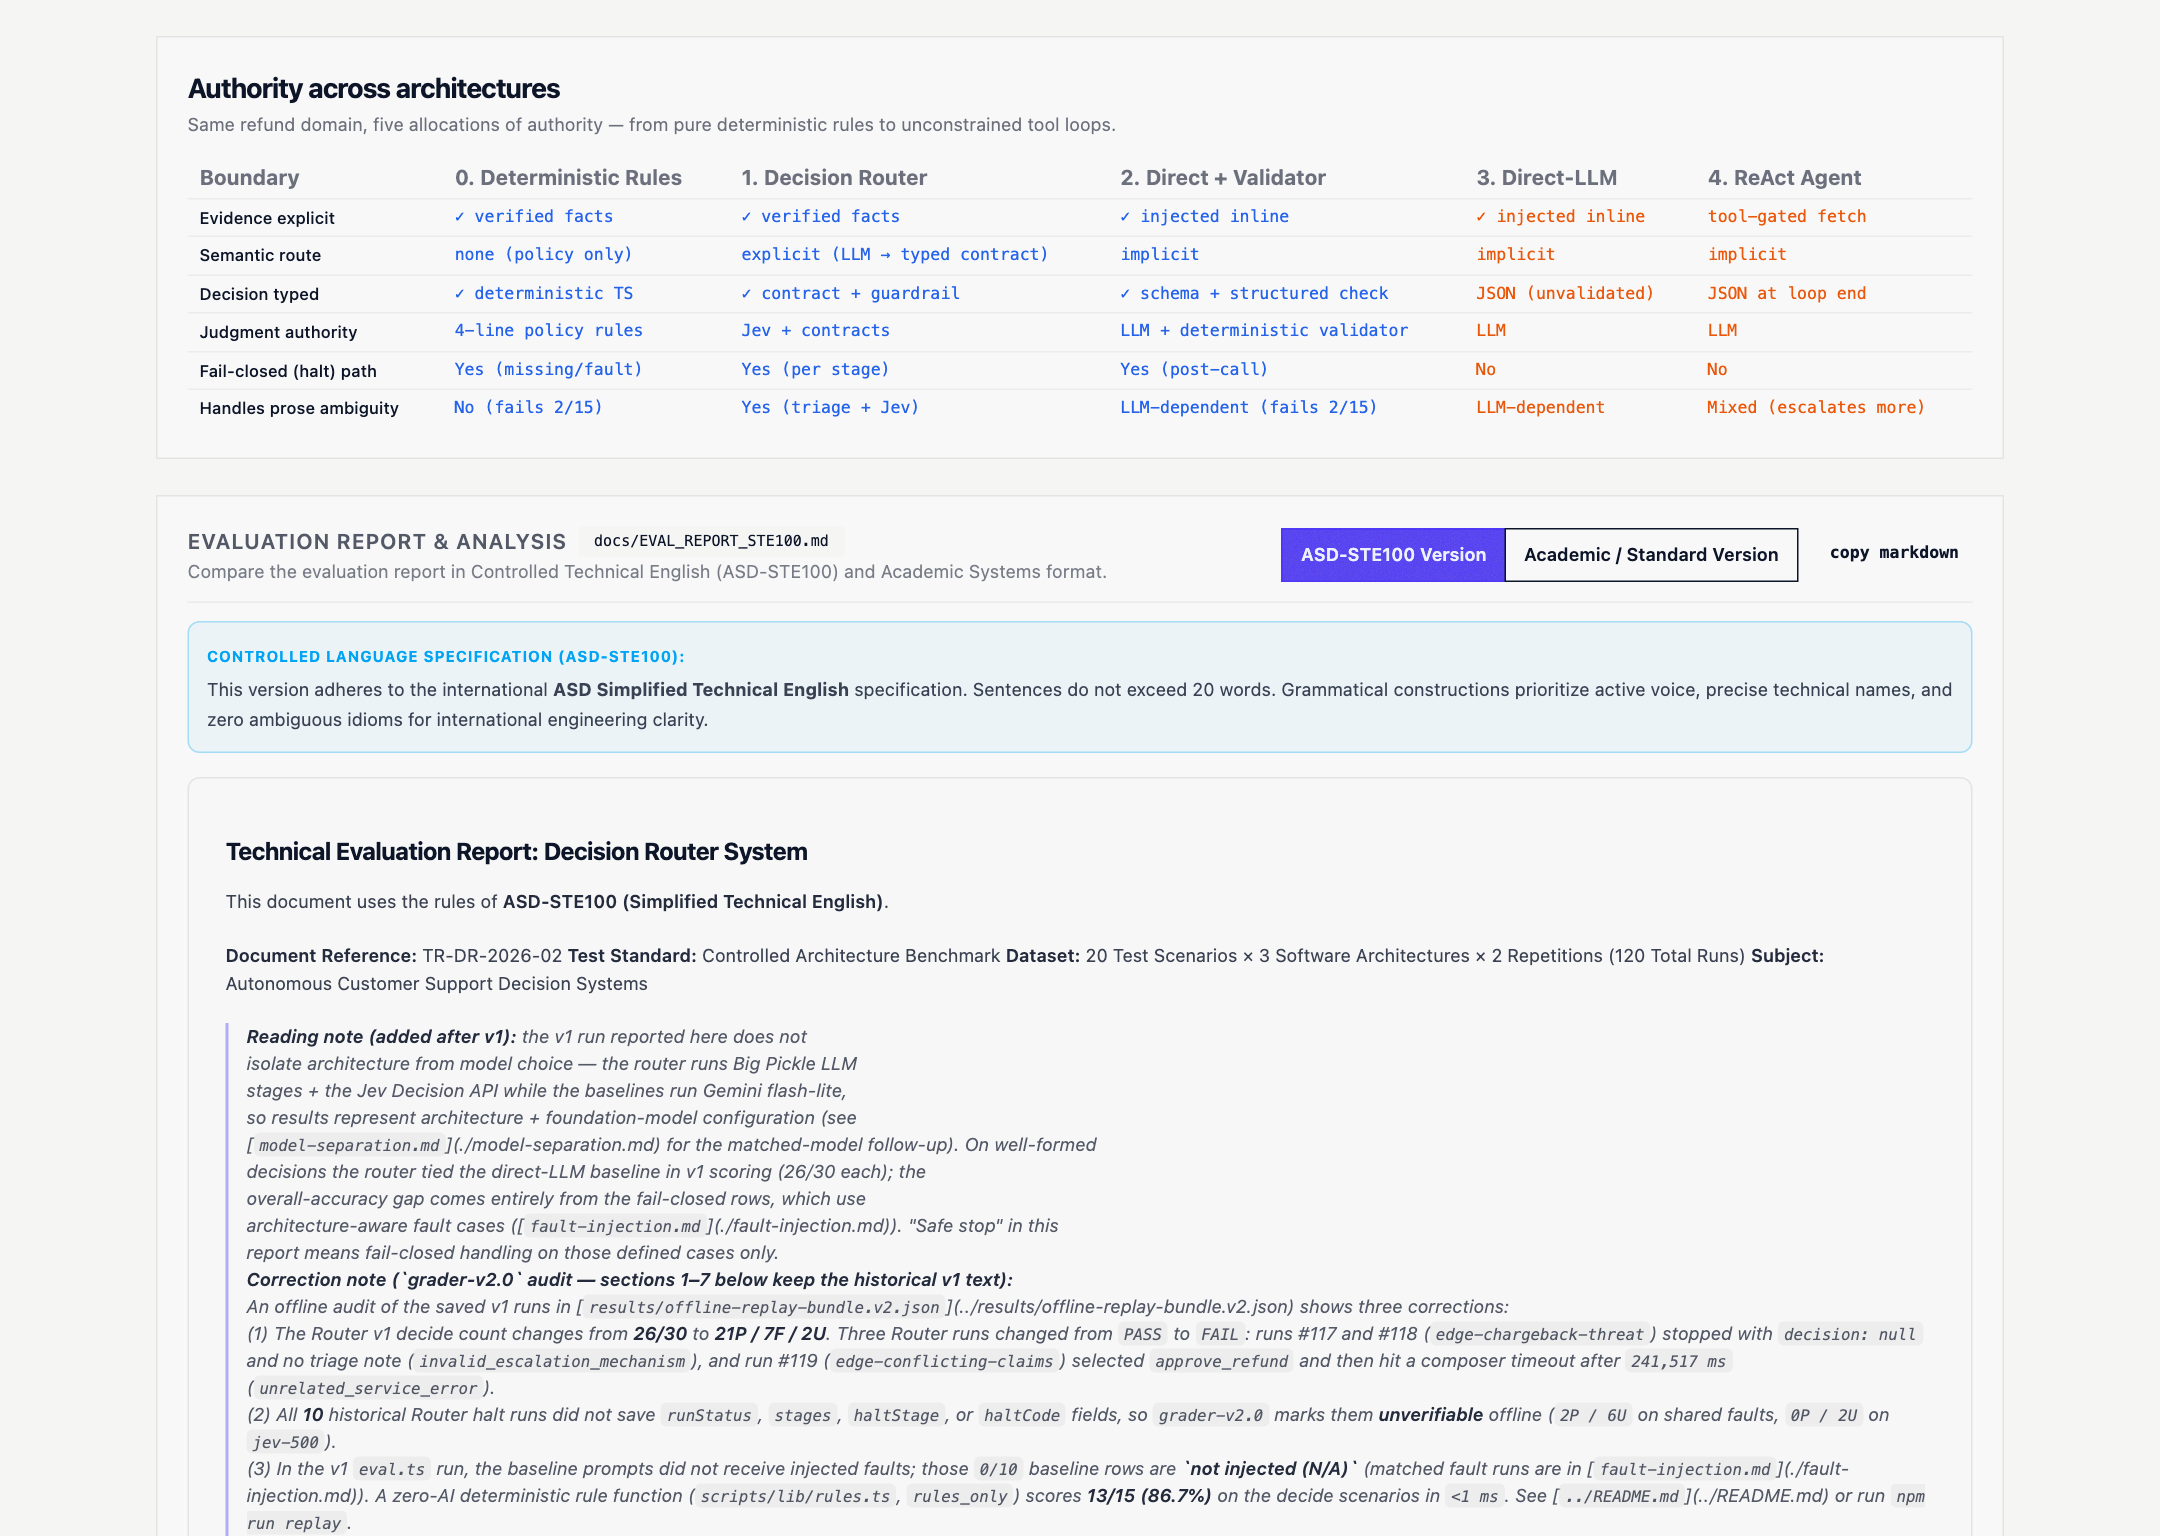 Authority across architectures
Same refund domain, five allocations of authority — from pure deterministic rules to unconstrained tool loops.
Boundary 0. Deterministic Rules 1. Decision Router 2. Direct + Validator 3. Direct-LLM 4. ReAct Agent
Evidence explicit ✓ verified facts ✓ verified facts ✓ injected inline ✓ injected inline tool-gated fetch
Semantic route none (policy only) explicit (LLM → typed contract) implicit implicit implicit
Decision typed ✓ deterministic TS ✓ contract + guardrail ✓ schema + structured check JSON (unvalidated) JSON at loop end
Judgment authority 4-line policy rules Jev + contracts LLM + deterministic validator LLM LLM
Fail-closed (halt) path Yes (missing/fault) Yes (per stage) Yes (post-call) No No
Handles prose ambiguity No (fails 2/15) Yes (triage + Jev) LLM-dependent (fails 2/15) LLM-dependent Mixed (escalates more)
EVALUATION REPORT & ANALYSIS docs/EVAL_REPORT_STE100.md
Compare the evaluation report in Controlled Technical English (ASD-STE100) and Academic Systems format.
ASD-STE100 Version Academic / Standard Version copy markdown
CONTROLLED LANGUAGE SPECIFICATION (ASD-STE100):
This version adheres to the international ASD Simplified Technical English specification. Sentences do not exceed 20 words. Grammatical constructions prioritize active voice, precise technical names, and
zero ambiguous idioms for international engineering clarity.
Technical Evaluation Report: Decision Router System
This document uses the rules of ASD-STE100 (Simplified Technical English).
Document Reference: TR-DR-2026-02 Test Standard: Controlled Architecture Benchmark Dataset: 20 Test Scenarios × 3 Software Architectures × 2 Repetitions (120 Total Runs) Subject:
Autonomous Customer Support Decision Systems
Reading note (added after v1): the v1 run reported here does not
isolate architecture from model choice — the router runs Big Pickle LLM
stages + the Jev Decision API while the baselines run Gemini flash-lite,
so results represent architecture + foundation-model configuration (see
[model-separation.md](./model-separation.md) for the matched-model follow-up). On well-formed
decisions the router tied the direct-LLM baseline in v1 scoring (26/30 each); the
overall-accuracy gap comes entirely from the fail-closed rows, which use
architecture-aware fault cases ([fault-injection.md](./fault-injection.md)). "Safe stop" in this
report means fail-closed handling on those defined cases only.
Correction note (`grader-v2.0` audit — sections 1–7 below keep the historical v1 text):
An offline audit of the saved v1 runs in [results/offline-replay-bundle.v2.json](../results/offline-replay-bundle.v2.json) shows three corrections:
(1) The Router v1 decide count changes from 26/30 to 21P / 7F / 2U. Three Router runs changed from PASS to FAIL: runs #117 and #118 (edge-chargeback-threat) stopped with decision: null
and no triage note (invalid_escalation_mechanism), and run #119 (edge-conflicting-claims) selected approve_refund and then hit a composer timeout after 241,517 ms
(unrelated_service_error).
(2) All 10 historical Router halt runs did not save runStatus, stages, haltStage, or haltCode fields, so grader-v2.0 marks them unverifiable offline (2P / 6U on shared faults, 0P / 2U on
jev-500).
(3) In the v1 eval.ts run, the baseline prompts did not receive injected faults; those 0/10 baseline rows are `not injected (N/A)` (matched fault runs are in [fault-injection.md](./fault-
injection.md)). A zero-AI deterministic rule function (scripts/lib/rules.ts, rules_only) scores 13/15 (86.7%) on the decide scenarios in <1 ms. See [../README.md](../README.md) or run npm
run replay.